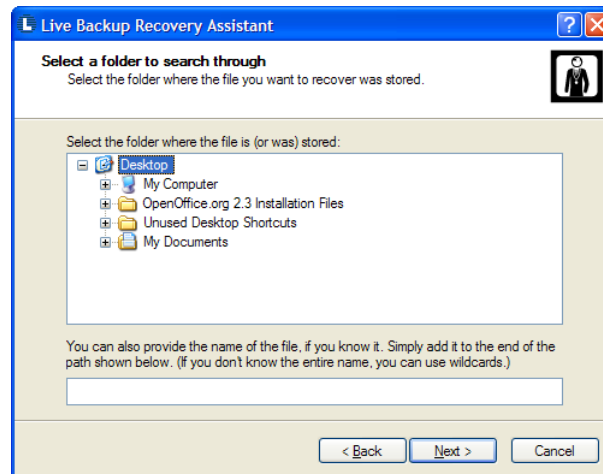 Live Backup Recovery Assistant
Select a folder to search through
Select the folder where the file you want to recover was stored.
Select the folder where the file is (or was) stored:
Desktop
My Computer
OpenOffice.org 2.3 Installation Files
Unused Desktop Shortcuts
My Documents
You can also provide the name of the file, if you know it. Simply add it to the end of the
path shown below. (If you don't know the entire name, you can use wildcards.)
< Back Next > Cancel